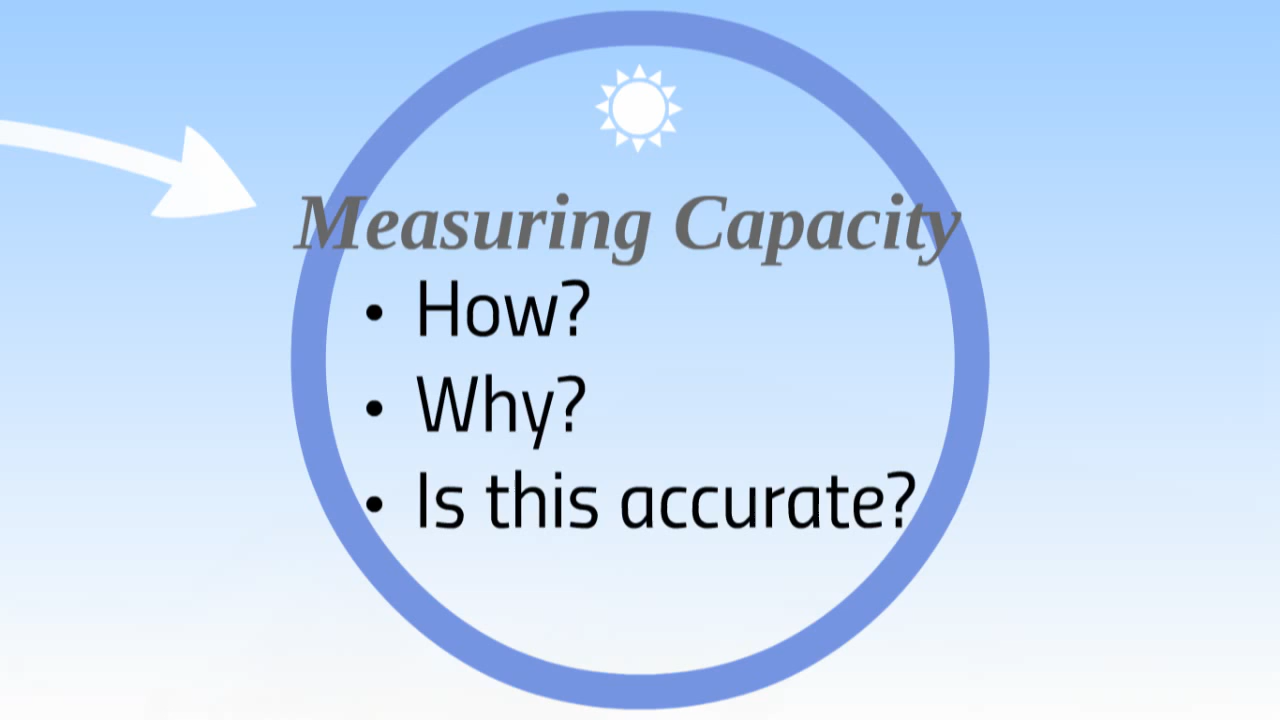 Measuring Capacity
• How?
• Why?
• Is this accurate?